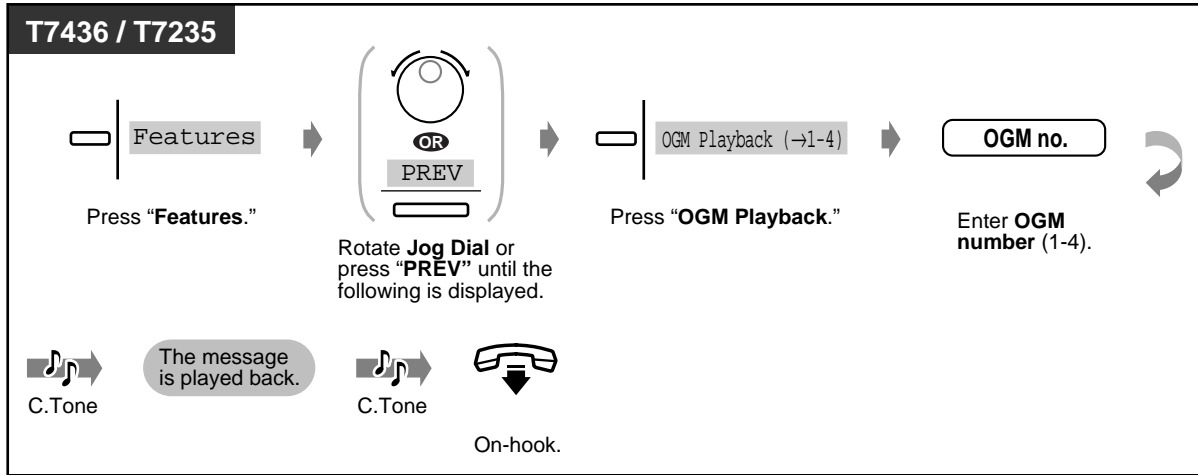 T7436 / T7235
Features
Press “Features.”
OR
PREV
Rotate Jog Dial or
press “PREV” until the
following is displayed.
OGM Playback (→1-4)
Press “OGM Playback.”
OGM no.
Enter OGM
number (1-4).
C.Tone
The message
is played back.
C.Tone
On-hook.